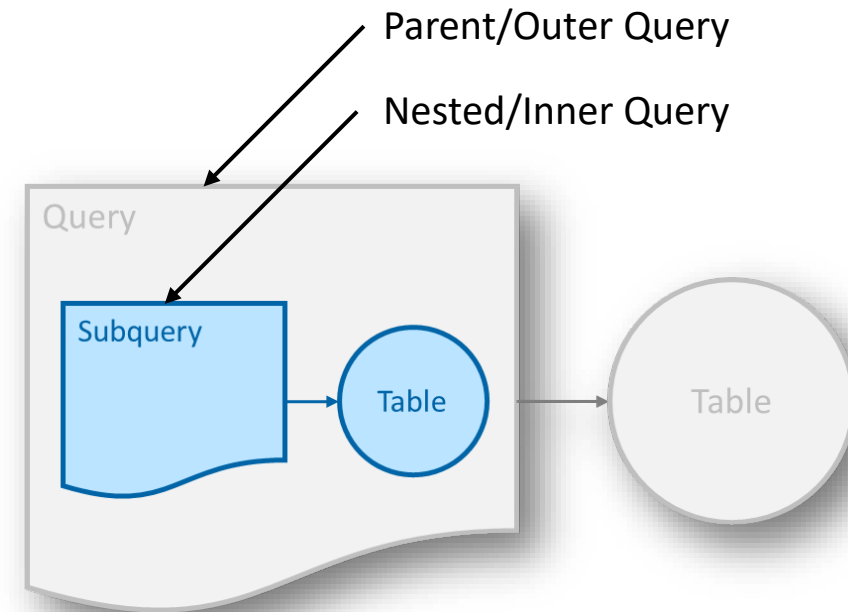 Parent/Outer Query
Nested/Inner Query
Query
Subquery
Table
Table